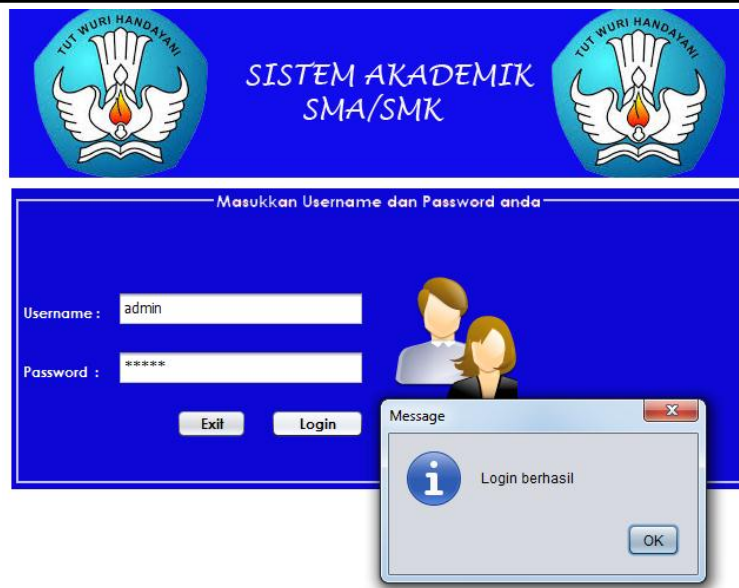 TUT WURI HANDAYANI
SISTEM AKADEMIK
SMA/SMK
TUT WURI HANDAYANI
Masukkan Username dan Password anda
Username :
admin
Password :
*****
Exit
Login
Message
Login berhasil
OK